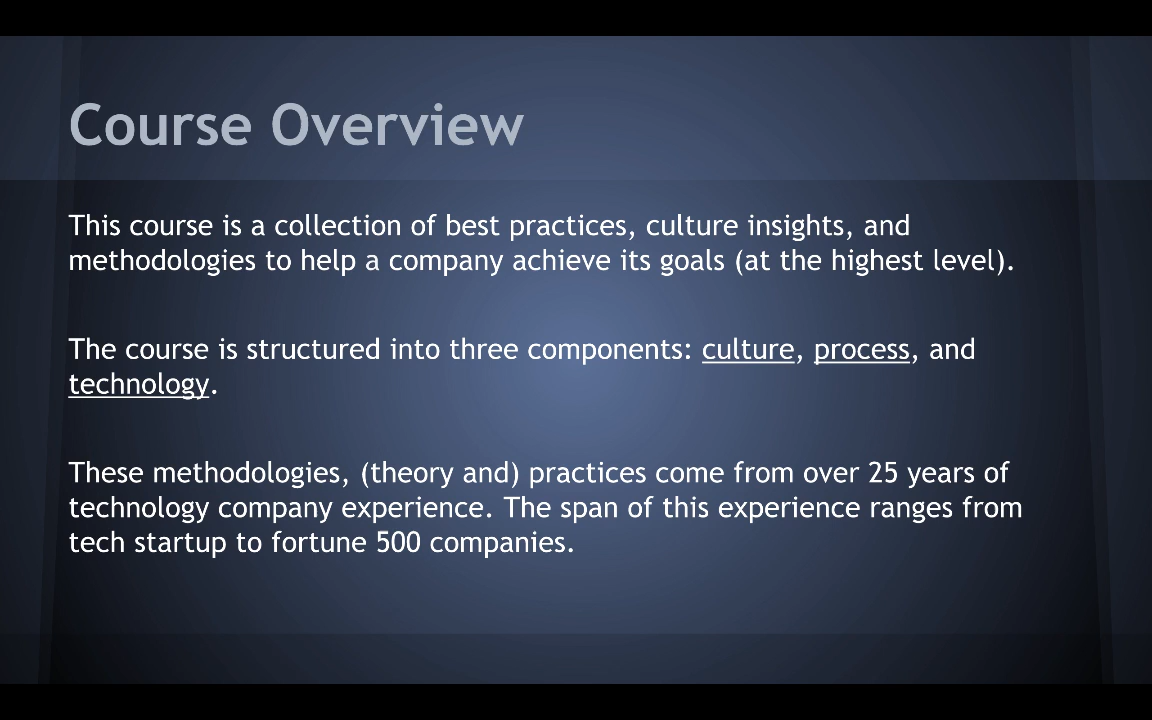 Course Overview
This course is a collection of best practices, culture insights, and
methodologies to help a company achieve its goals (at the highest level).
The course is structured into three components: culture, process, and
technology.
These methodologies, (theory and) practices come from over 25 years of
technology company experience. The span of this experience ranges from
tech startup to fortune 500 companies.